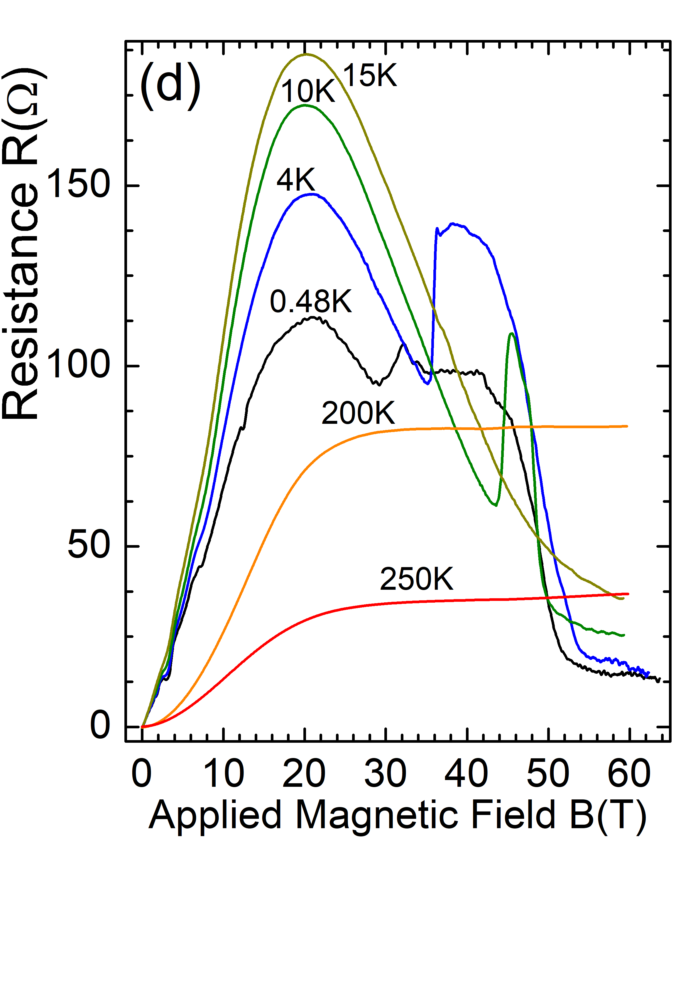 (d)
15K
10K
4K
0.48K
200K
250K
Resistance R(Ω)
150
100
50
0
0 10 20 30 40 50 60
Applied Magnetic Field B(T)